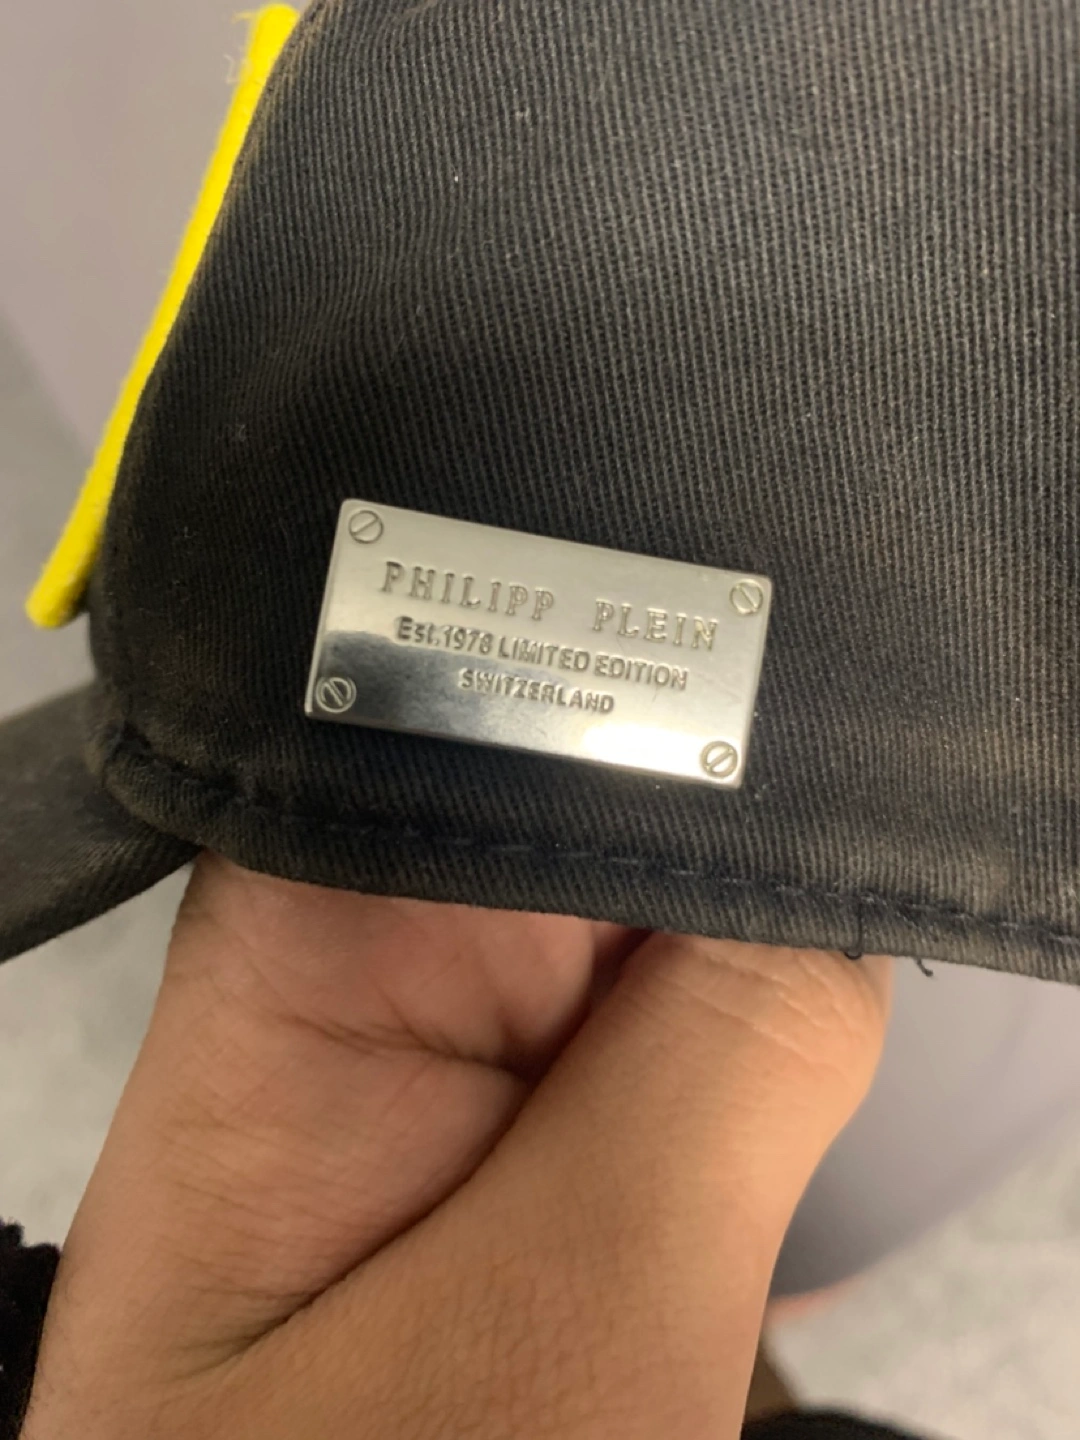 PHILIPP PLEIN
Est.1978 LIMITED EDITION
SWITZERLAND